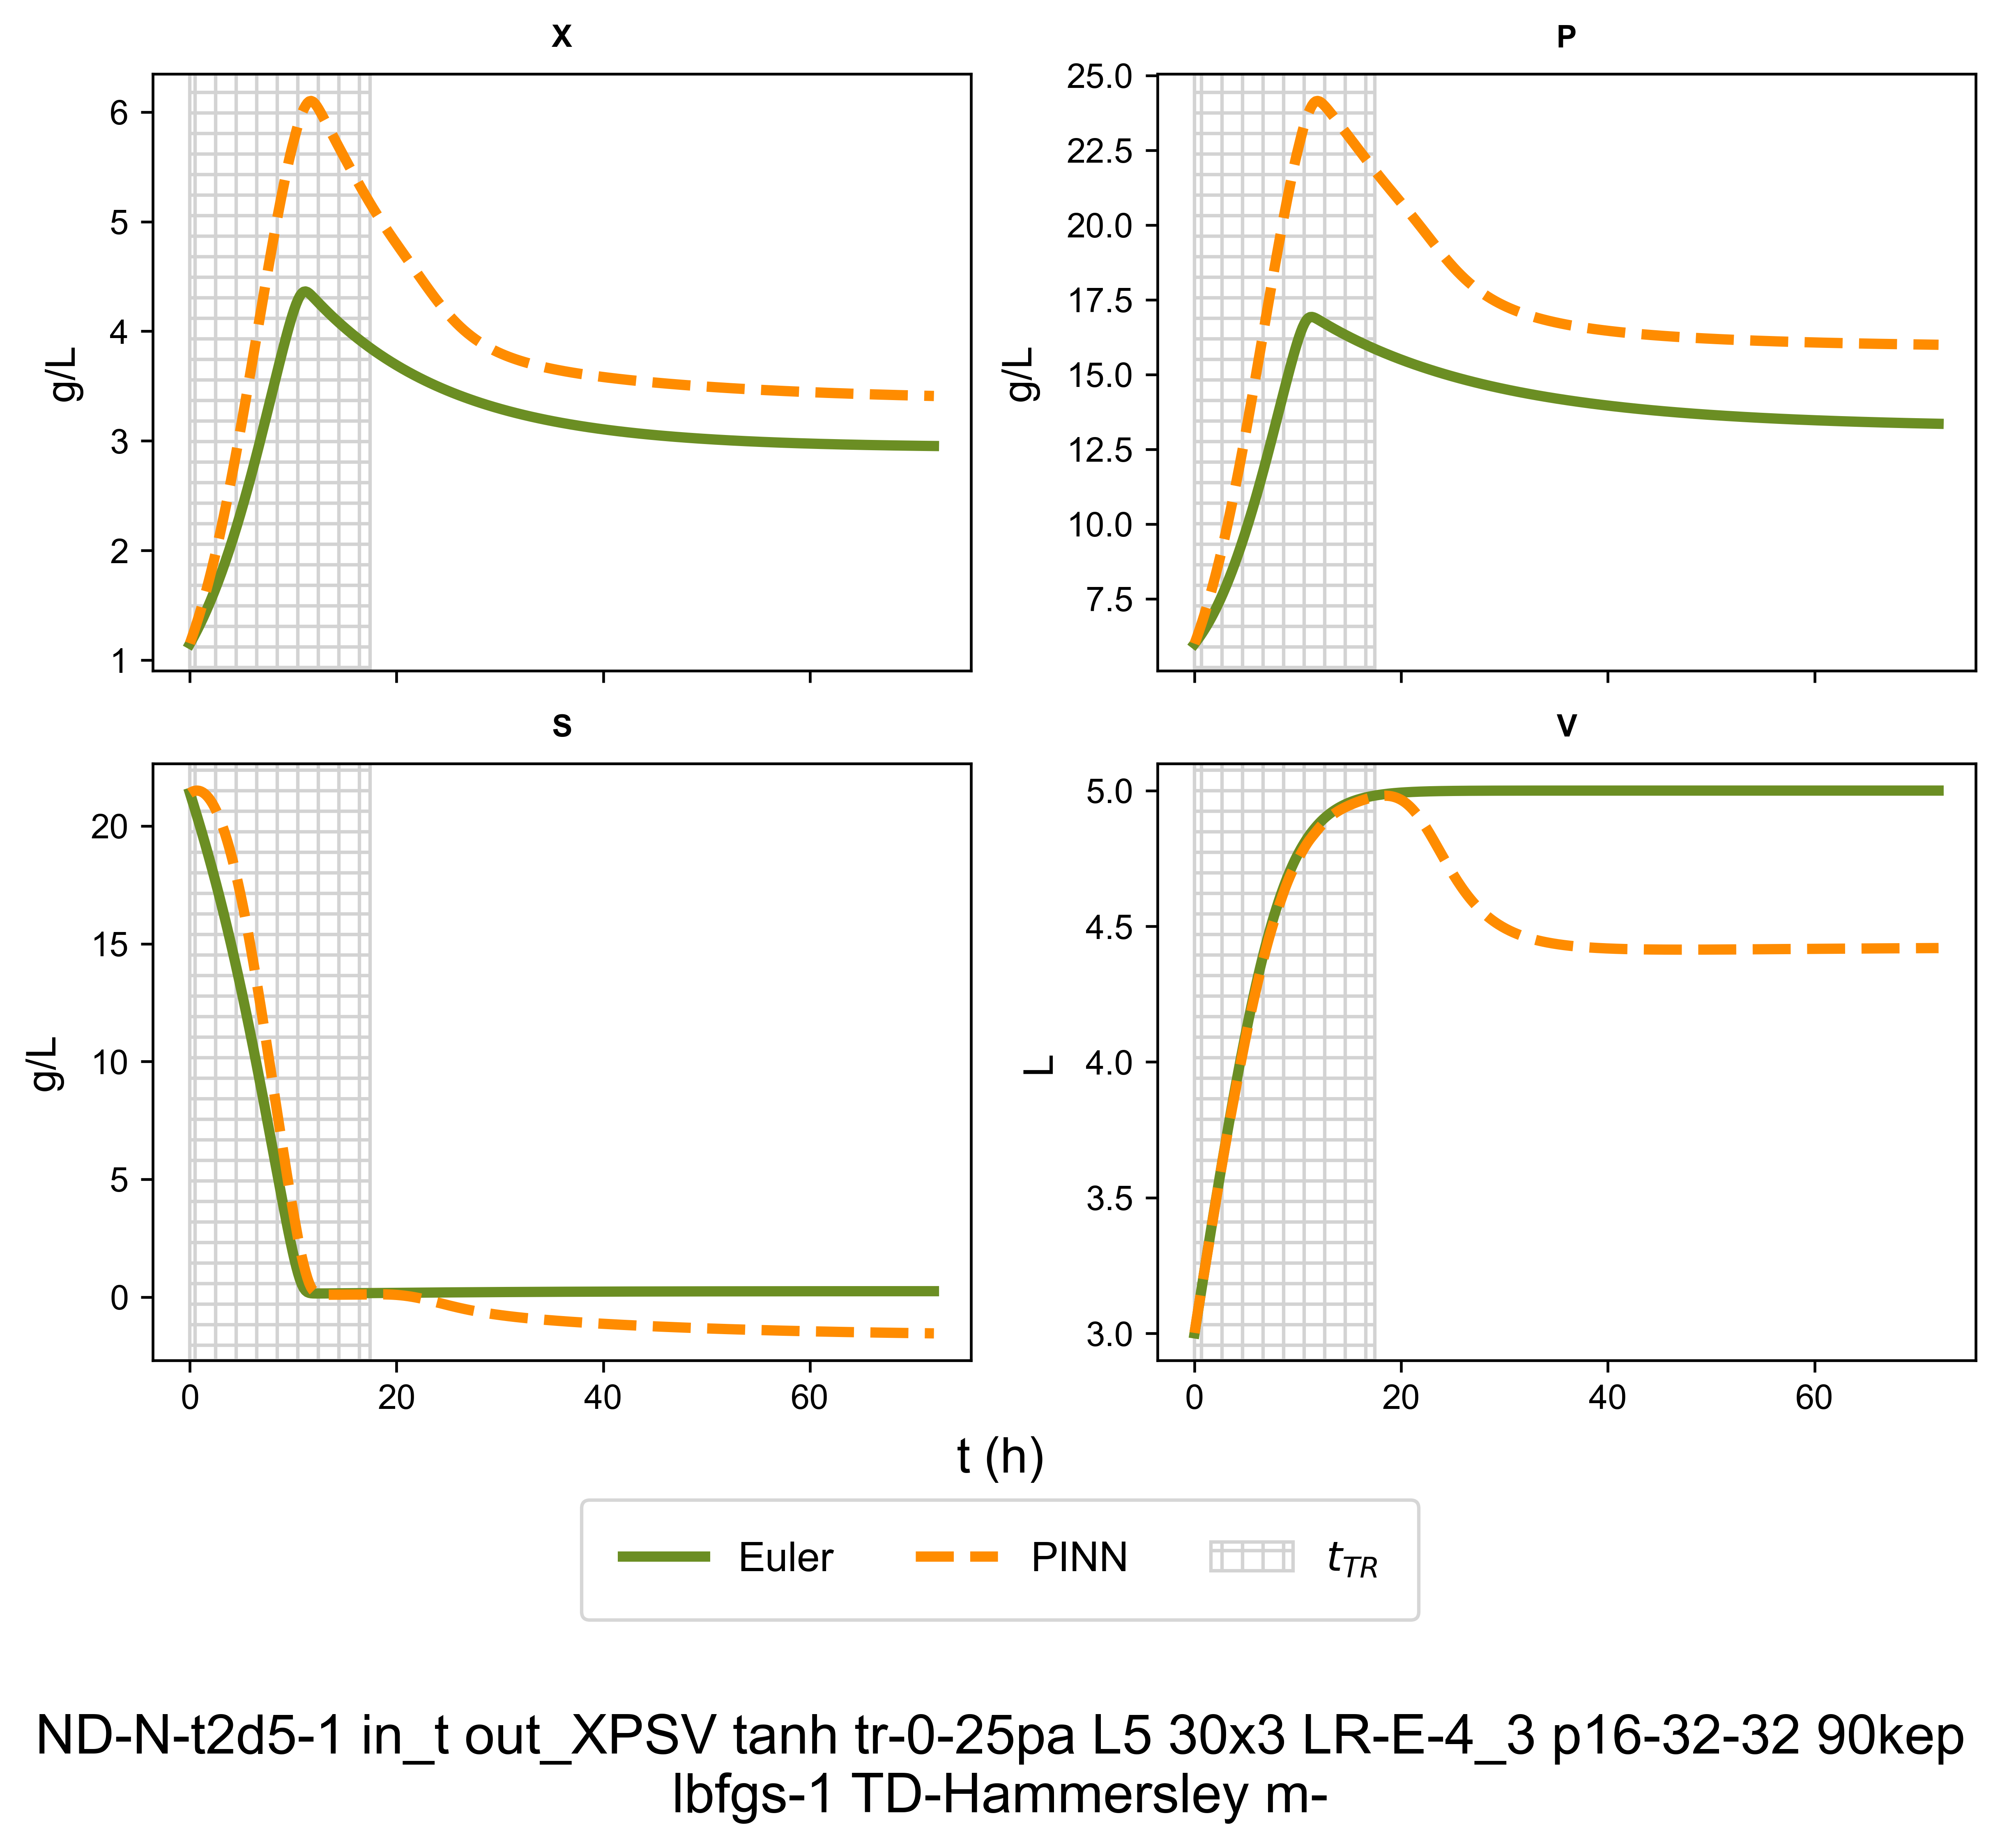 X
P
6
5
4
3
2
1
g/L
25.0
22.5
20.0
17.5
15.0
12.5
10.0
7.5
g/L
S
V
20
15
10
5
0
g/L
0
20
40
60
5.0
4.5
4.0
3.5
3.0
L
0
20
40
60
t (h)
Euler
PINN
t_TR
ND-N-t2d5-1 in_t out_XPSV tanh tr-0-25pa L5 30x3 LR-E-4_3 p16-32-32 90kep
lbfgs-1 TD-Hammersley m-